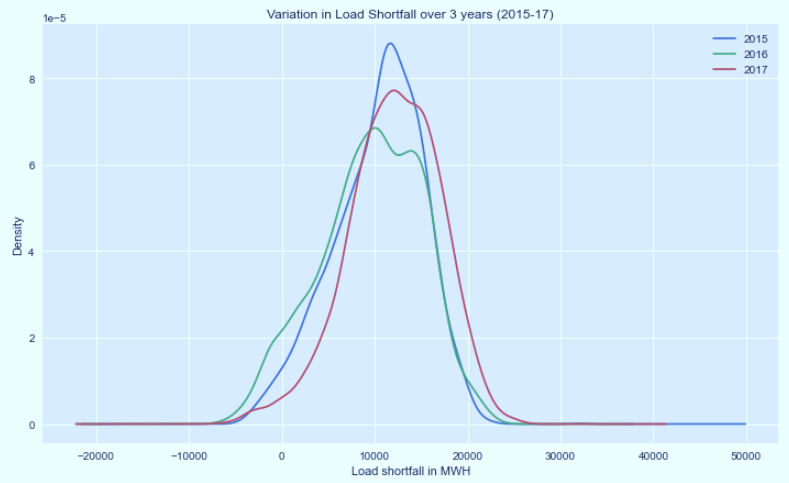 Variation in Load Shortfall over 3 years (2015-17)
1e−5
2015
2016
2017
8
6
4
2
0
Density
−20000 −10000 0 10000 20000 30000 40000 50000
Load shortfall in MWH